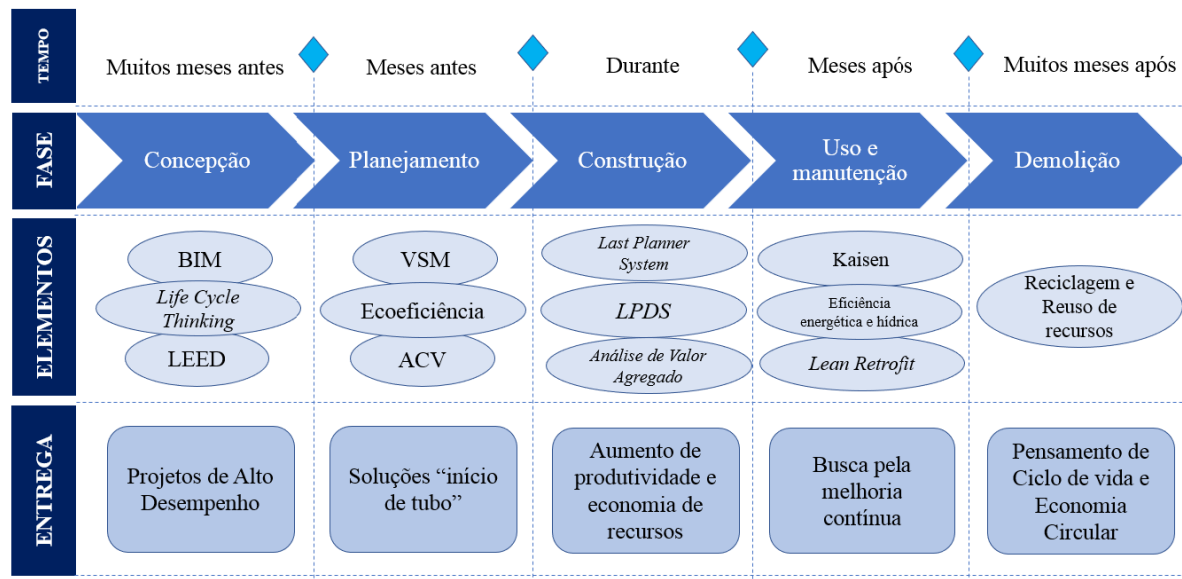 TEMPO
Muitos meses antes
Meses antes
Durante
Meses após
Muitos meses após
FASE
Concepção
Planejamento
Construção
Uso e
manutenção
Demolição
ELEMENTOS
BIM
Life Cycle
Thinking
LEED
VSM
Ecoeficiência
ACV
Last Planner
System
LPDS
Análise de Valor
Agregado
Kaisen
Eficiência
energética e hídrica
Lean Retrofit
Reciclagem e
Reuso de
recursos
ENTREGA
Projetos de Alto
Desempenho
Soluções “início
de tubo”
Aumento de
produtividade e
economia de
recursos
Busca pela
melhoria
contínua
Pensamento de
Ciclo de vida e
Economia
Circular